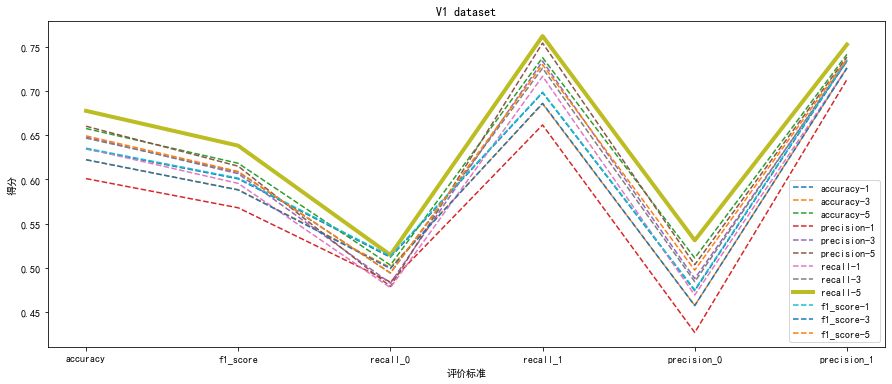 V1 dataset
得分
0.75
0.70
0.65
0.60
0.55
0.50
0.45
accuracy-1
accuracy-3
accuracy-5
precision-1
precision-3
precision-5
recall-1
recall-3
recall-5
f1_score-1
f1_score-3
f1_score-5
accuracy f1_score recall_0 recall_1 precision_0 precision_1
评价标准